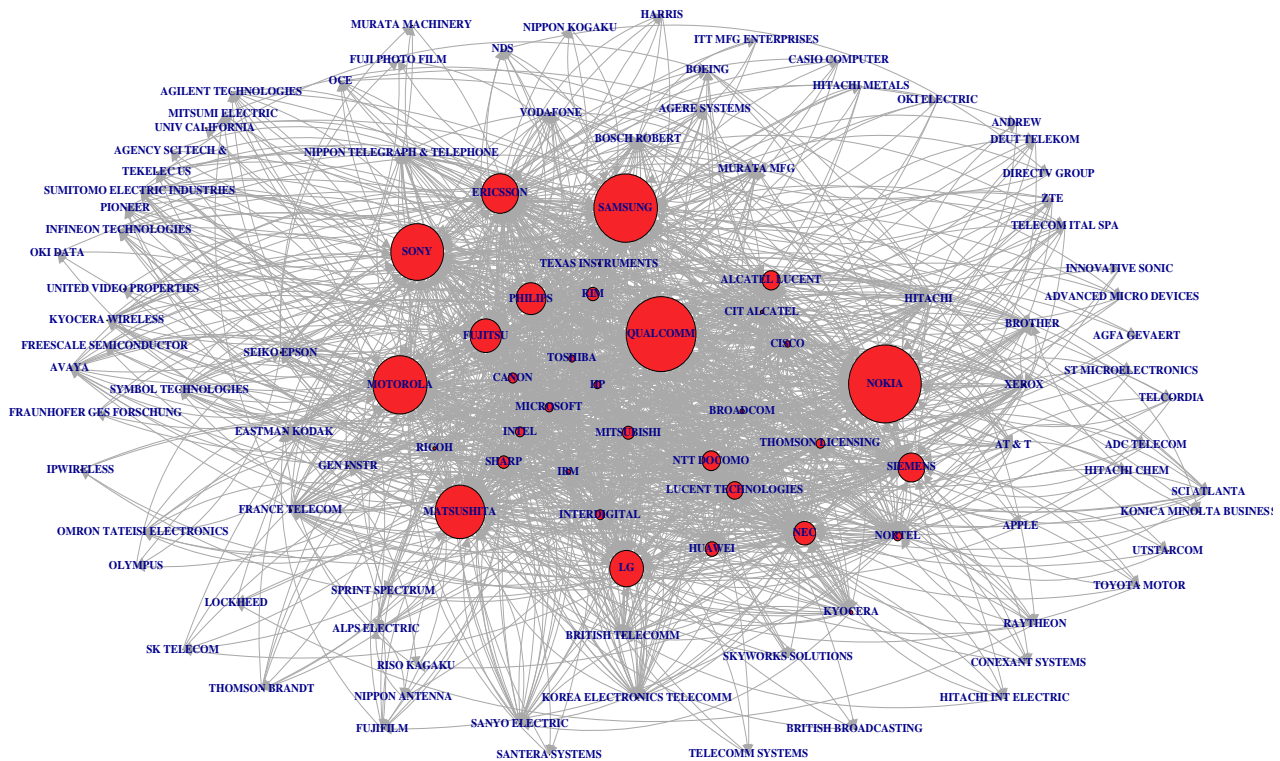 HARRIS
MURATA MACHINERY
NIPPON KOGAKU
ITT MFG ENTERPRISES
NDS
FUJI PHOTO FILM
CASIO COMPUTER
BOEING
OCE
HITACHI METALS
AGILENT TECHNOLOGIES
OKI ELECTRIC
AGERE SYSTEMS
MITSUMI ELECTRIC
VODAFONE
ANDREW
UNIV CALIFORNIA
BOSCH ROBERT
DEUT TELEKOM
AGENCY SCI TECH &
NIPPON TELEGRAPH & TELEPHONE
MURATA MFG
TEKELEC US
DIRECTV GROUP
SUMITOMO ELECTRIC INDUSTRIES
ERICSSON
ZTE
PIONEER
SAMSUNG
TELECOM ITAL SPA
INFINEON TECHNOLOGIES
OKI DATA
SONY
TEXAS INSTRUMENTS
INNOVATIVE SONIC
ALCATEL LUCENT
UNITED VIDEO PROPERTIES
RIM
PHILIPS
HITACHI
ADVANCED MICRO DEVICES
CIT ALCATEL
KYOCERA WIRELESS
BROTHER
QUALCOMM
FUJITSU
AGFA GEVAERT
FREESCALE SEMICONDUCTOR
CISCO
SEIKO EPSON
TOSHIBA
AVAYA
ST MICROELECTRONICS
CANON
MOTOROLA
HP
NOKIA
XEROX
SYMBOL TECHNOLOGIES
TELCORDIA
MICROSOFT
BROADCOM
FRAUNHOFER GES FORSCHUNG
EASTMAN KODAK
INTEL
MITSUBISHI
THOMSON LICENSING
AT & T
ADC TELECOM
RICOH
SHARP
NTT DOCOMO
GEN INSTR
SIEMENS
IPWIRELESS
IBM
HITACHI CHEM
LUCENT TECHNOLOGIES
SCI ATLANTA
FRANCE TELECOM
MATSUSHITA
INTERDIGITAL
KONICA MINOLTA BUSINESS
APPLE
OMRON TATEISI ELECTRONICS
NEC
NORTEL
HUAWEI
UTSTARCOM
OLYMPUS
LG
TOYOTA MOTOR
SPRINT SPECTRUM
LOCKHEED
KYOCERA
RAYTHEON
ALPS ELECTRIC
BRITISH TELECOMM
SK TELECOM
SKYWORKS SOLUTIONS
CONEXANT SYSTEMS
RISO KAGAKU
THOMSON BRANDT
NIPPON ANTENNA
KOREA ELECTRONICS TELECOMM
HITACHI INT ELECTRIC
SANYO ELECTRIC
FUJIFILM
BRITISH BROADCASTING
SANTERA SYSTEMS
TELECOMM SYSTEMS